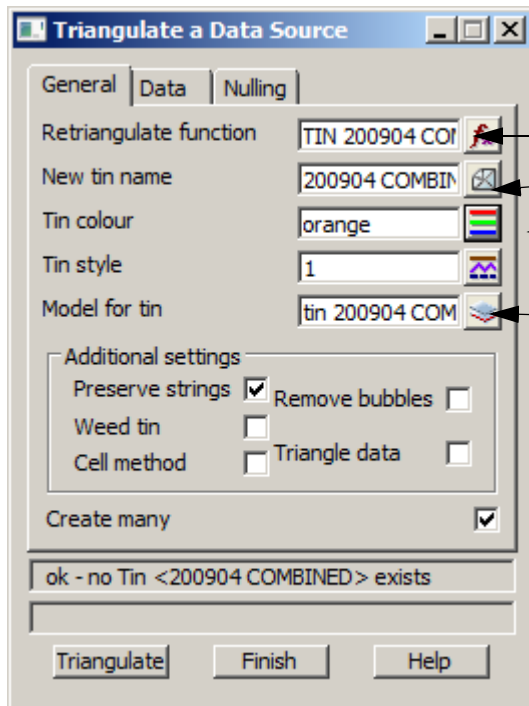 Triangulate a Data Source
General Data Nulling
Retriangulate function TIN 200904 COM
New tin name 200904 COMBIN
Tin colour orange
Tin style 1
Model for tin tin 200904 COM
Additional settings
Preserve strings Remove bubbles
Weed tin
Cell method Triangle data
Create many
ok - no Tin <200904 COMBINED> exists
Triangulate Finish Help